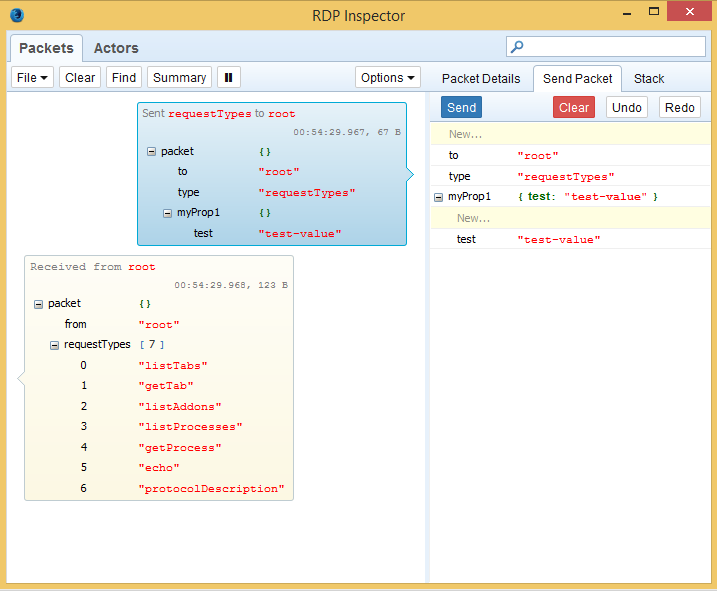 RDP Inspector
Packets Actors
File Clear Find Summary Options
Sent requestTypes to root
00:54:29.967, 67 B
packet {}
to "root"
type "requestTypes"
myProp1 {}
test "test-value"
Received from root
00:54:29.968, 123 B
packet {}
from "root"
requestTypes [ 7 ]
0 "listTabs"
1 "getTab"
2 "listAddons"
3 "listProcesses"
4 "getProcess"
5 "echo"
6 "protocolDescription"
Packet Details Send Packet Stack
Send Clear Undo Redo
New...
to "root"
type "requestTypes"
myProp1 { test: "test-value" }
New...
test "test-value"